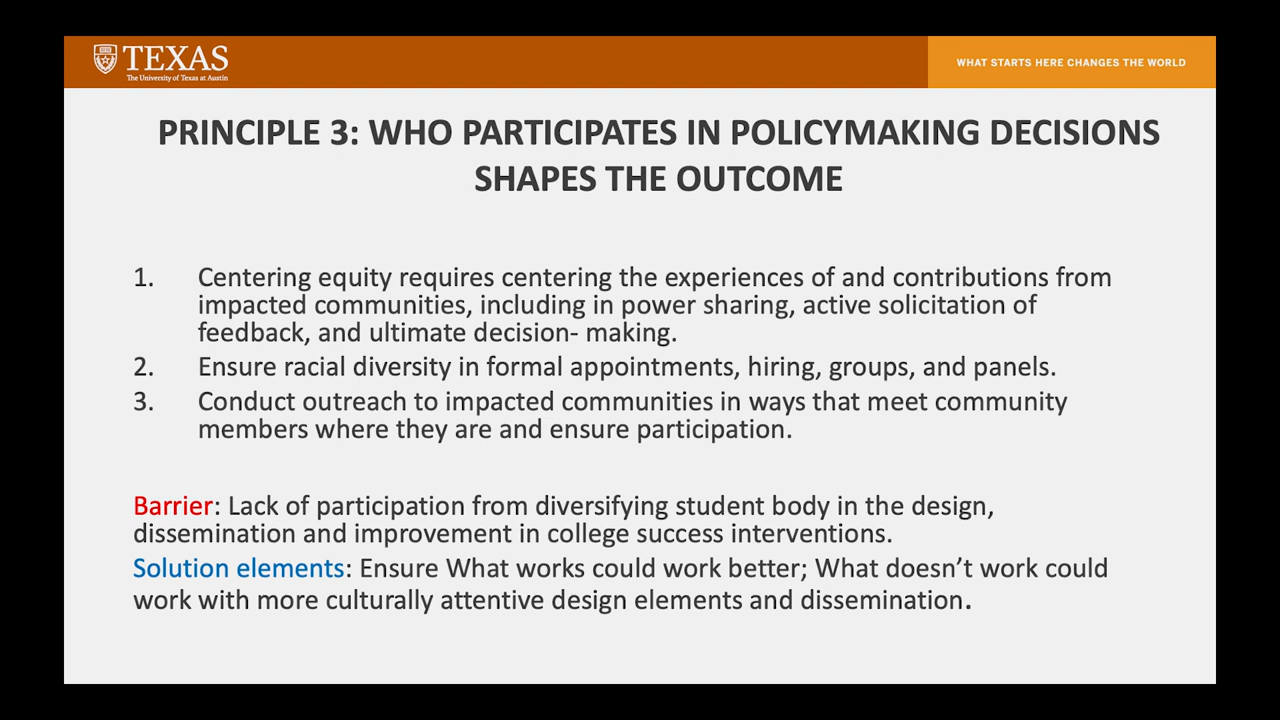 TEXAS
The University of Texas at Austin
WHAT STARTS HERE CHANGES THE WORLD
PRINCIPLE 3: WHO PARTICIPATES IN POLICYMAKING DECISIONS
SHAPES THE OUTCOME
1. Centering equity requires centering the experiences of and contributions from
impacted communities, including in power sharing, active solicitation of
feedback, and ultimate decision- making.
2. Ensure racial diversity in formal appointments, hiring, groups, and panels.
3. Conduct outreach to impacted communities in ways that meet community
members where they are and ensure participation.
Barrier: Lack of participation from diversifying student body in the design,
dissemination and improvement in college success interventions.
Solution elements: Ensure What works could work better; What doesn’t work could
work with more culturally attentive design elements and dissemination.